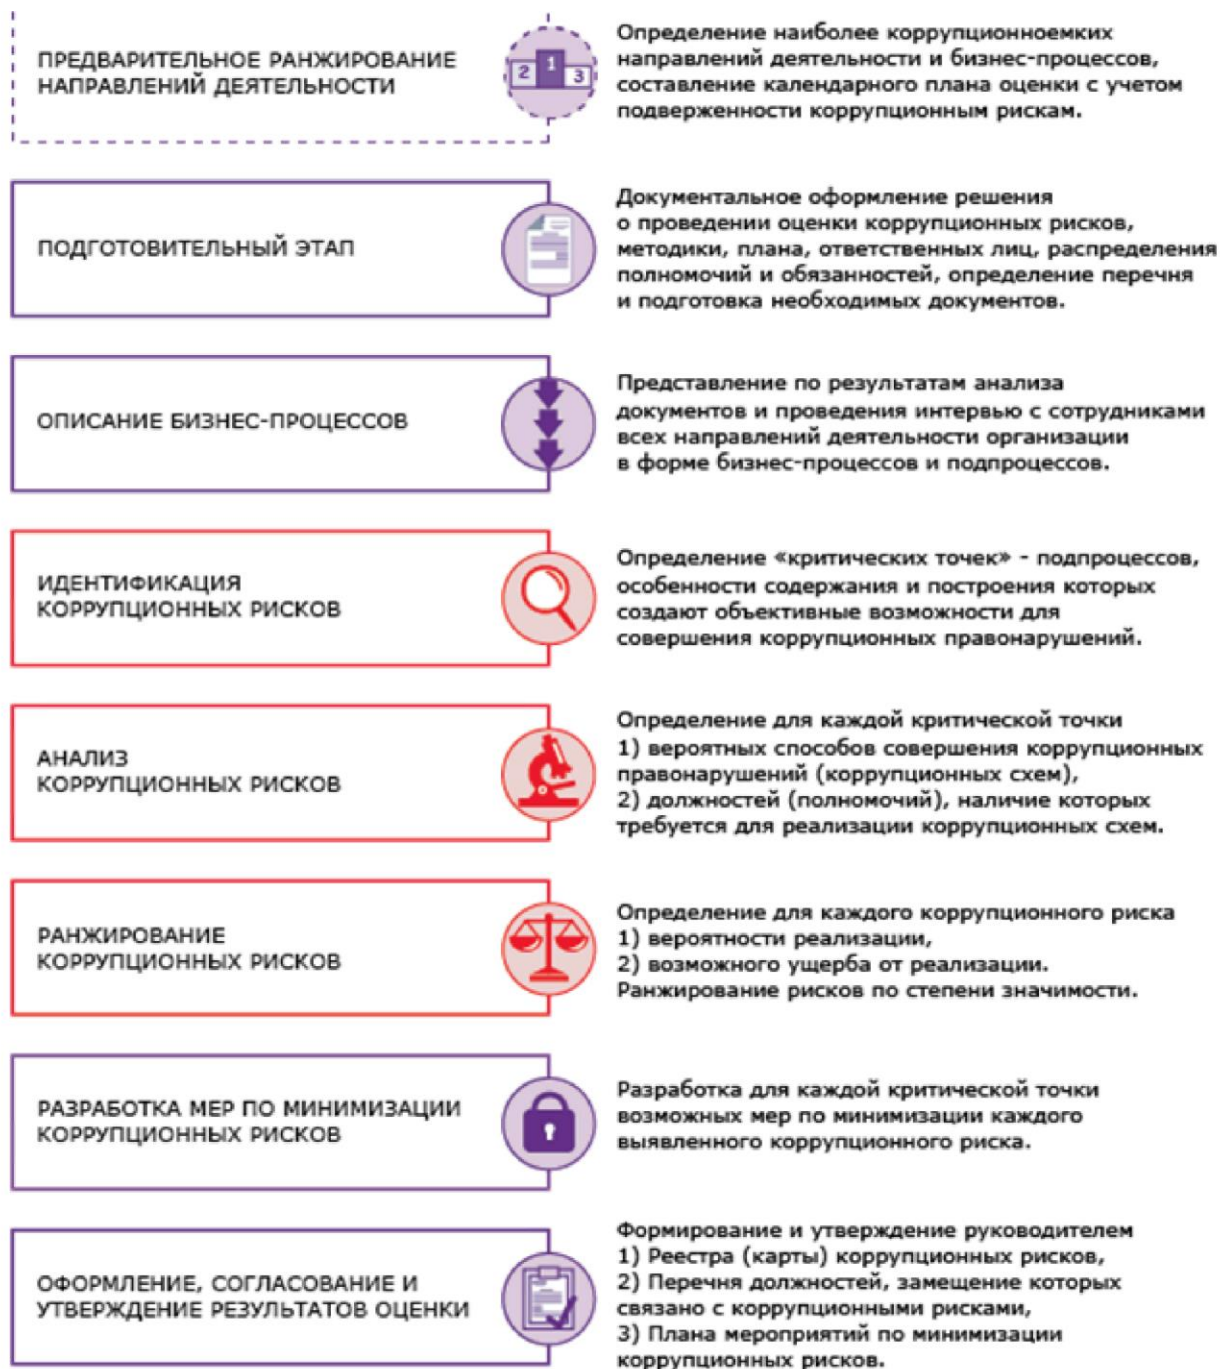 ПРЕДВАРИТЕЛЬНОЕ РАНЖИРОВАНИЕ
НАПРАВЛЕНИЙ ДЕЯТЕЛЬНОСТИ
2 1 3
Определение наиболее коррупционноемких
направлений деятельности и бизнес-процессов,
составление календарного плана оценки с учетом
подверженности коррупционным рискам.
ПОДГОТОВИТЕЛЬНЫЙ ЭТАП
Документальное оформление решения
о проведении оценки коррупционных рисков,
методики, плана, ответственных лиц, распределения
полномочий и обязанностей, определение перечня
и подготовка необходимых документов.
ОПИСАНИЕ БИЗНЕС-ПРОЦЕССОВ
Представление по результатам анализа
документов и проведения интервью с сотрудниками
всех направлений деятельности организации
в форме бизнес-процессов и подпроцессов.
ИДЕНТИФИКАЦИЯ
КОРРУПЦИОННЫХ РИСКОВ
Определение «критических точек» - подпроцессов,
особенности содержания и построения которых
создают объективные возможности для
совершения коррупционных правонарушений.
АНАЛИЗ
КОРРУПЦИОННЫХ РИСКОВ
Определение для каждой критической точки
1) вероятных способов совершения коррупционных
правонарушений (коррупционных схем),
2) должностей (полномочий), наличие которых
требуется для реализации коррупционных схем.
РАНЖИРОВАНИЕ
КОРРУПЦИОННЫХ РИСКОВ
Определение для каждого коррупционного риска
1) вероятности реализации,
2) возможного ущерба от реализации.
Ранжирование рисков по степени значимости.
РАЗРАБОТКА МЕР ПО МИНИМИЗАЦИИ
КОРРУПЦИОННЫХ РИСКОВ
Разработка для каждой критической точки
возможных мер по минимизации каждого
выявленного коррупционного риска.
ОФОРМЛЕНИЕ, СОГЛАСОВАНИЕ И
УТВЕРЖДЕНИЕ РЕЗУЛЬТАТОВ ОЦЕНКИ
Формирование и утверждение руководителем
1) Реестра (карты) коррупционных рисков,
2) Перечня должностей, замещение которых
связано с коррупционными рисками,
3) Плана мероприятий по минимизации
коррупционных рисков.